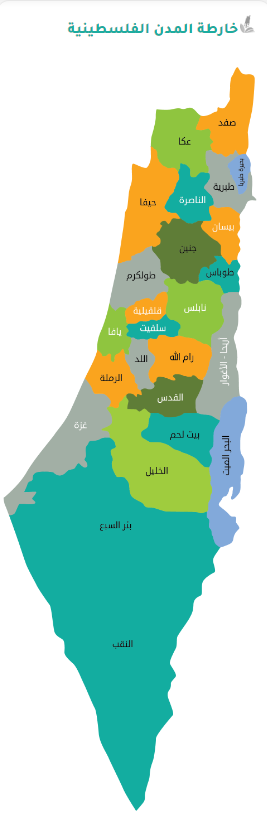 خارطة المدن الفلسطينية
صفد
عكا
بحيرة طبريا
طبرية
الناصرة
حيفا
بيسان
جنين
طوباس
طولكرم
نابلس
قلقيلية
سلفيت
يافا
اللد
رام الله
أريحا - الأغوار
الرملة
القدس
غزة
بيت لحم
البحر الميت
الخليل
بئر السبع
النقب